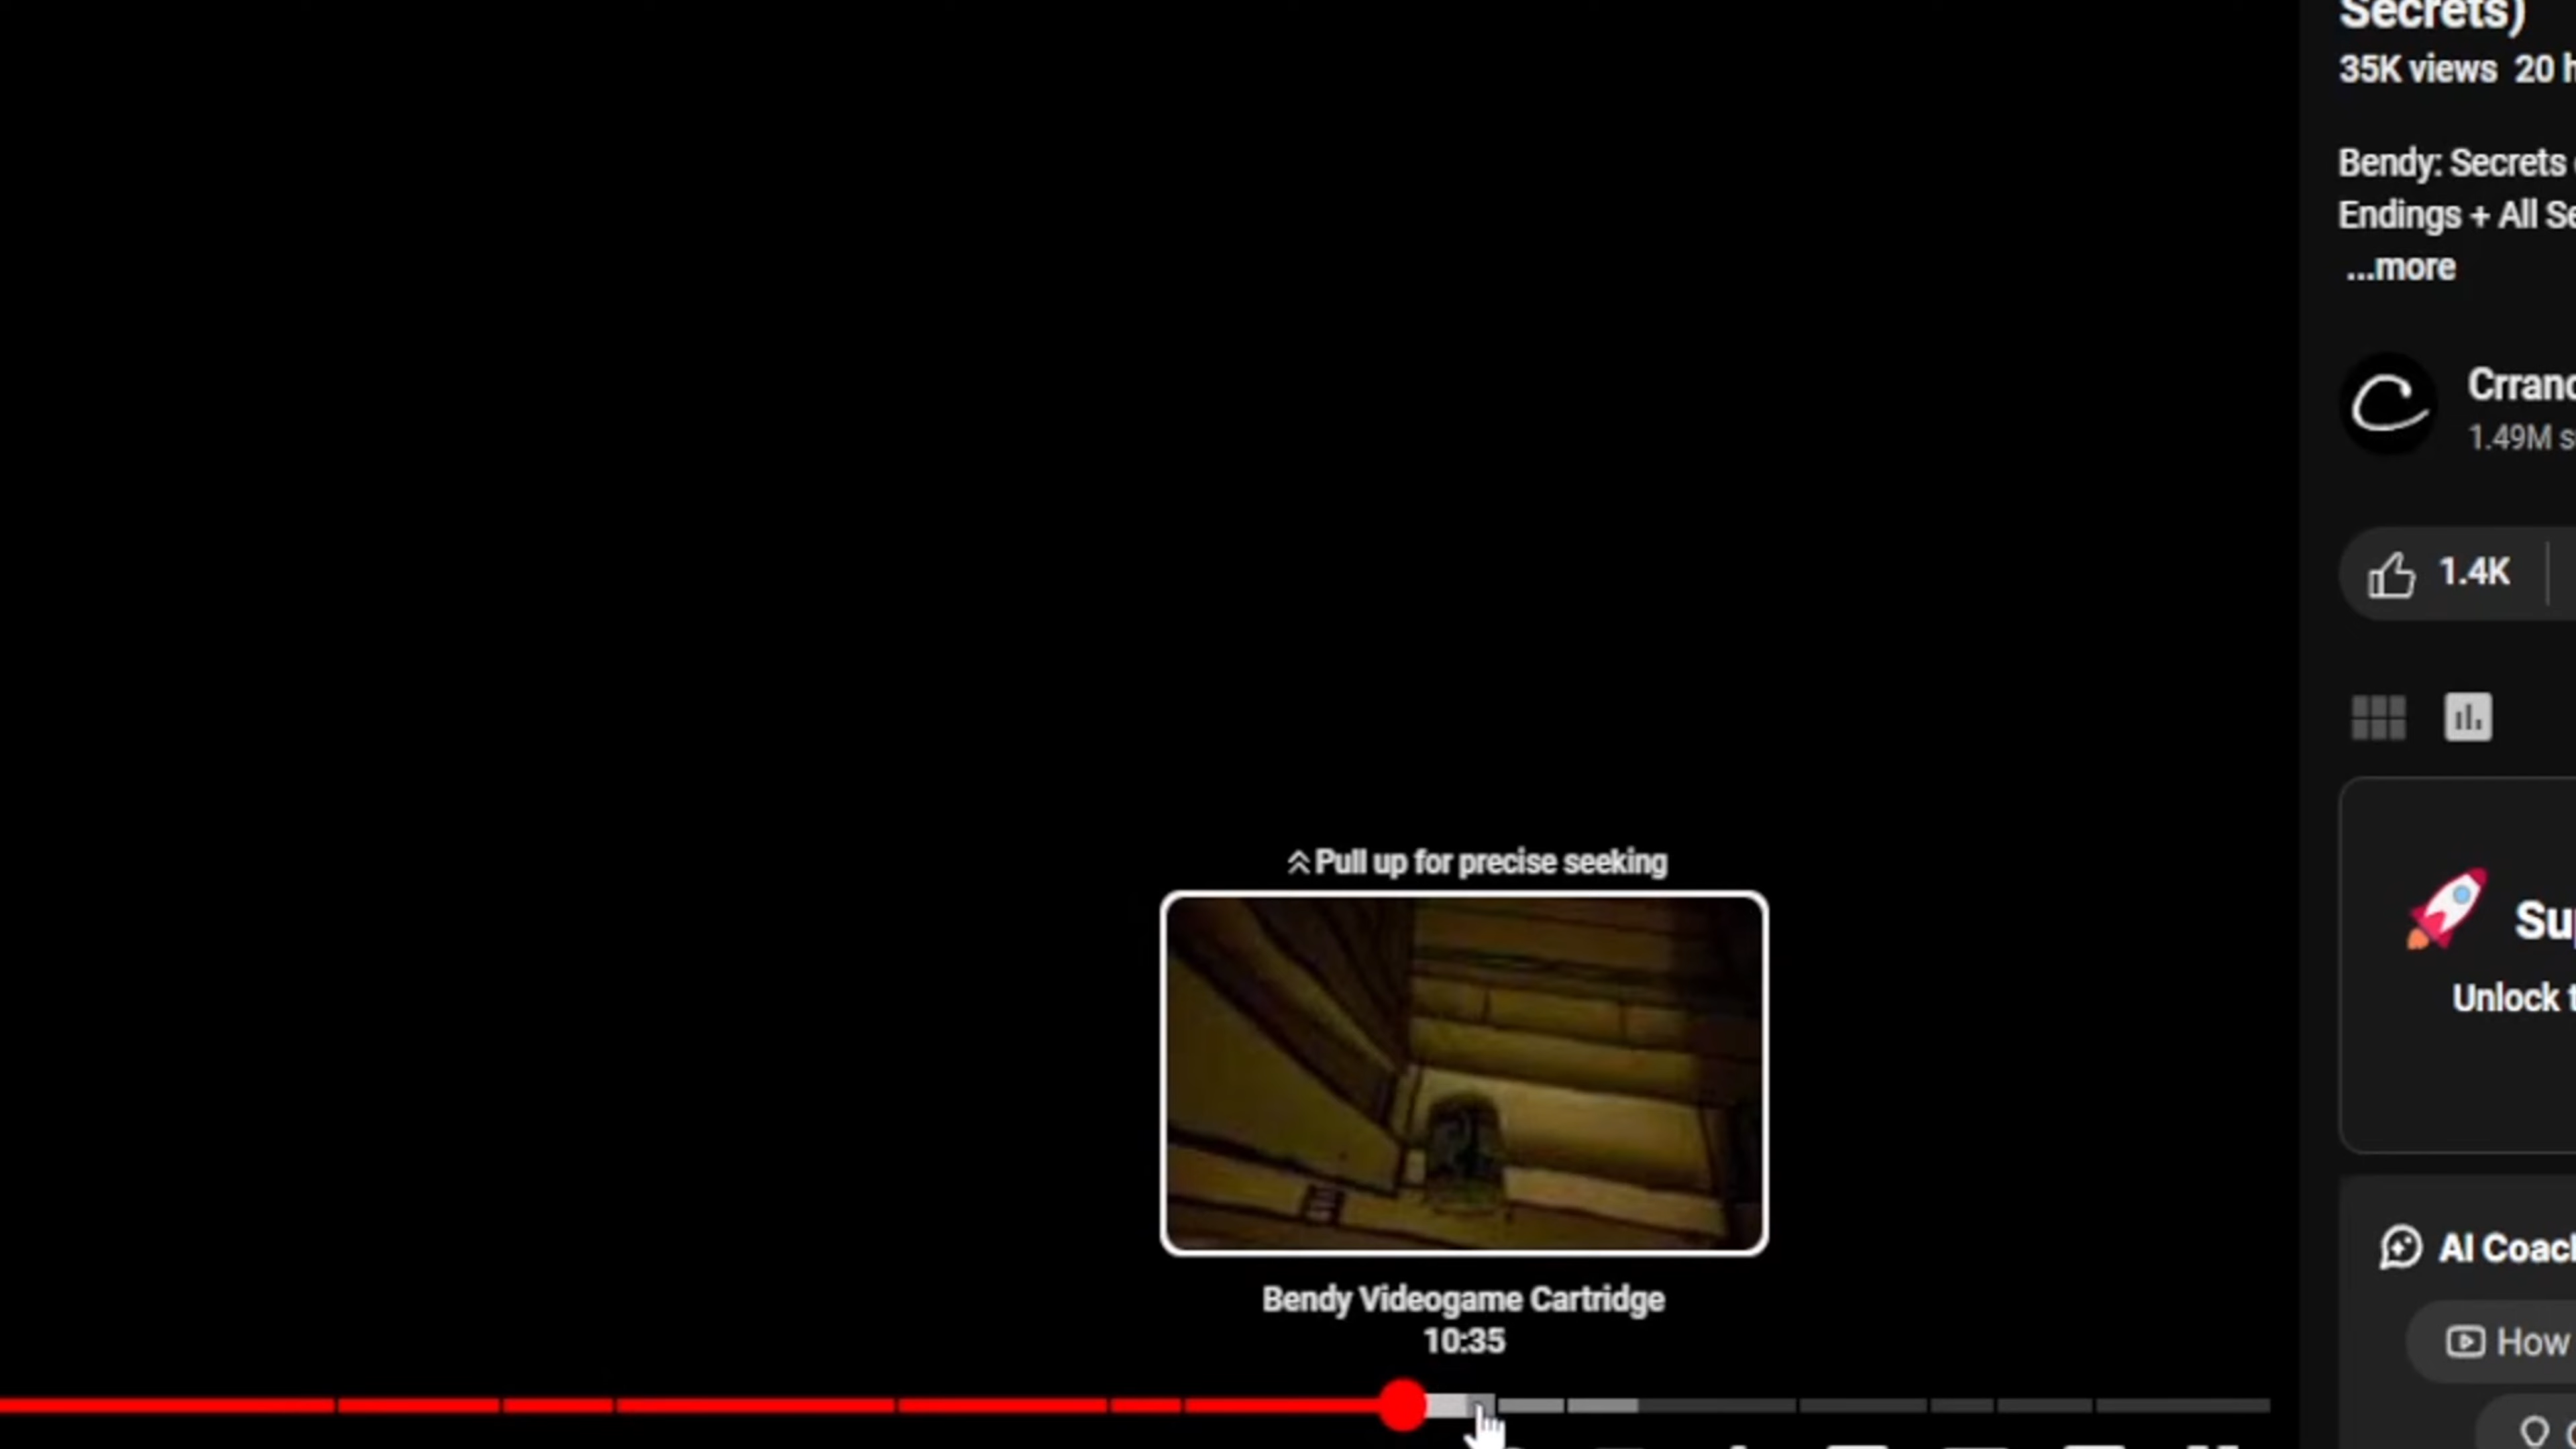 Secrets)
35K views 20 h
Bendy: Secrets
Endings + All Se
...more
Crranc
1.49M s
1.4K
Pull up for precise seeking
Su
Unlock t
Bendy Videogame Cartridge
10:35
AI Coach
How